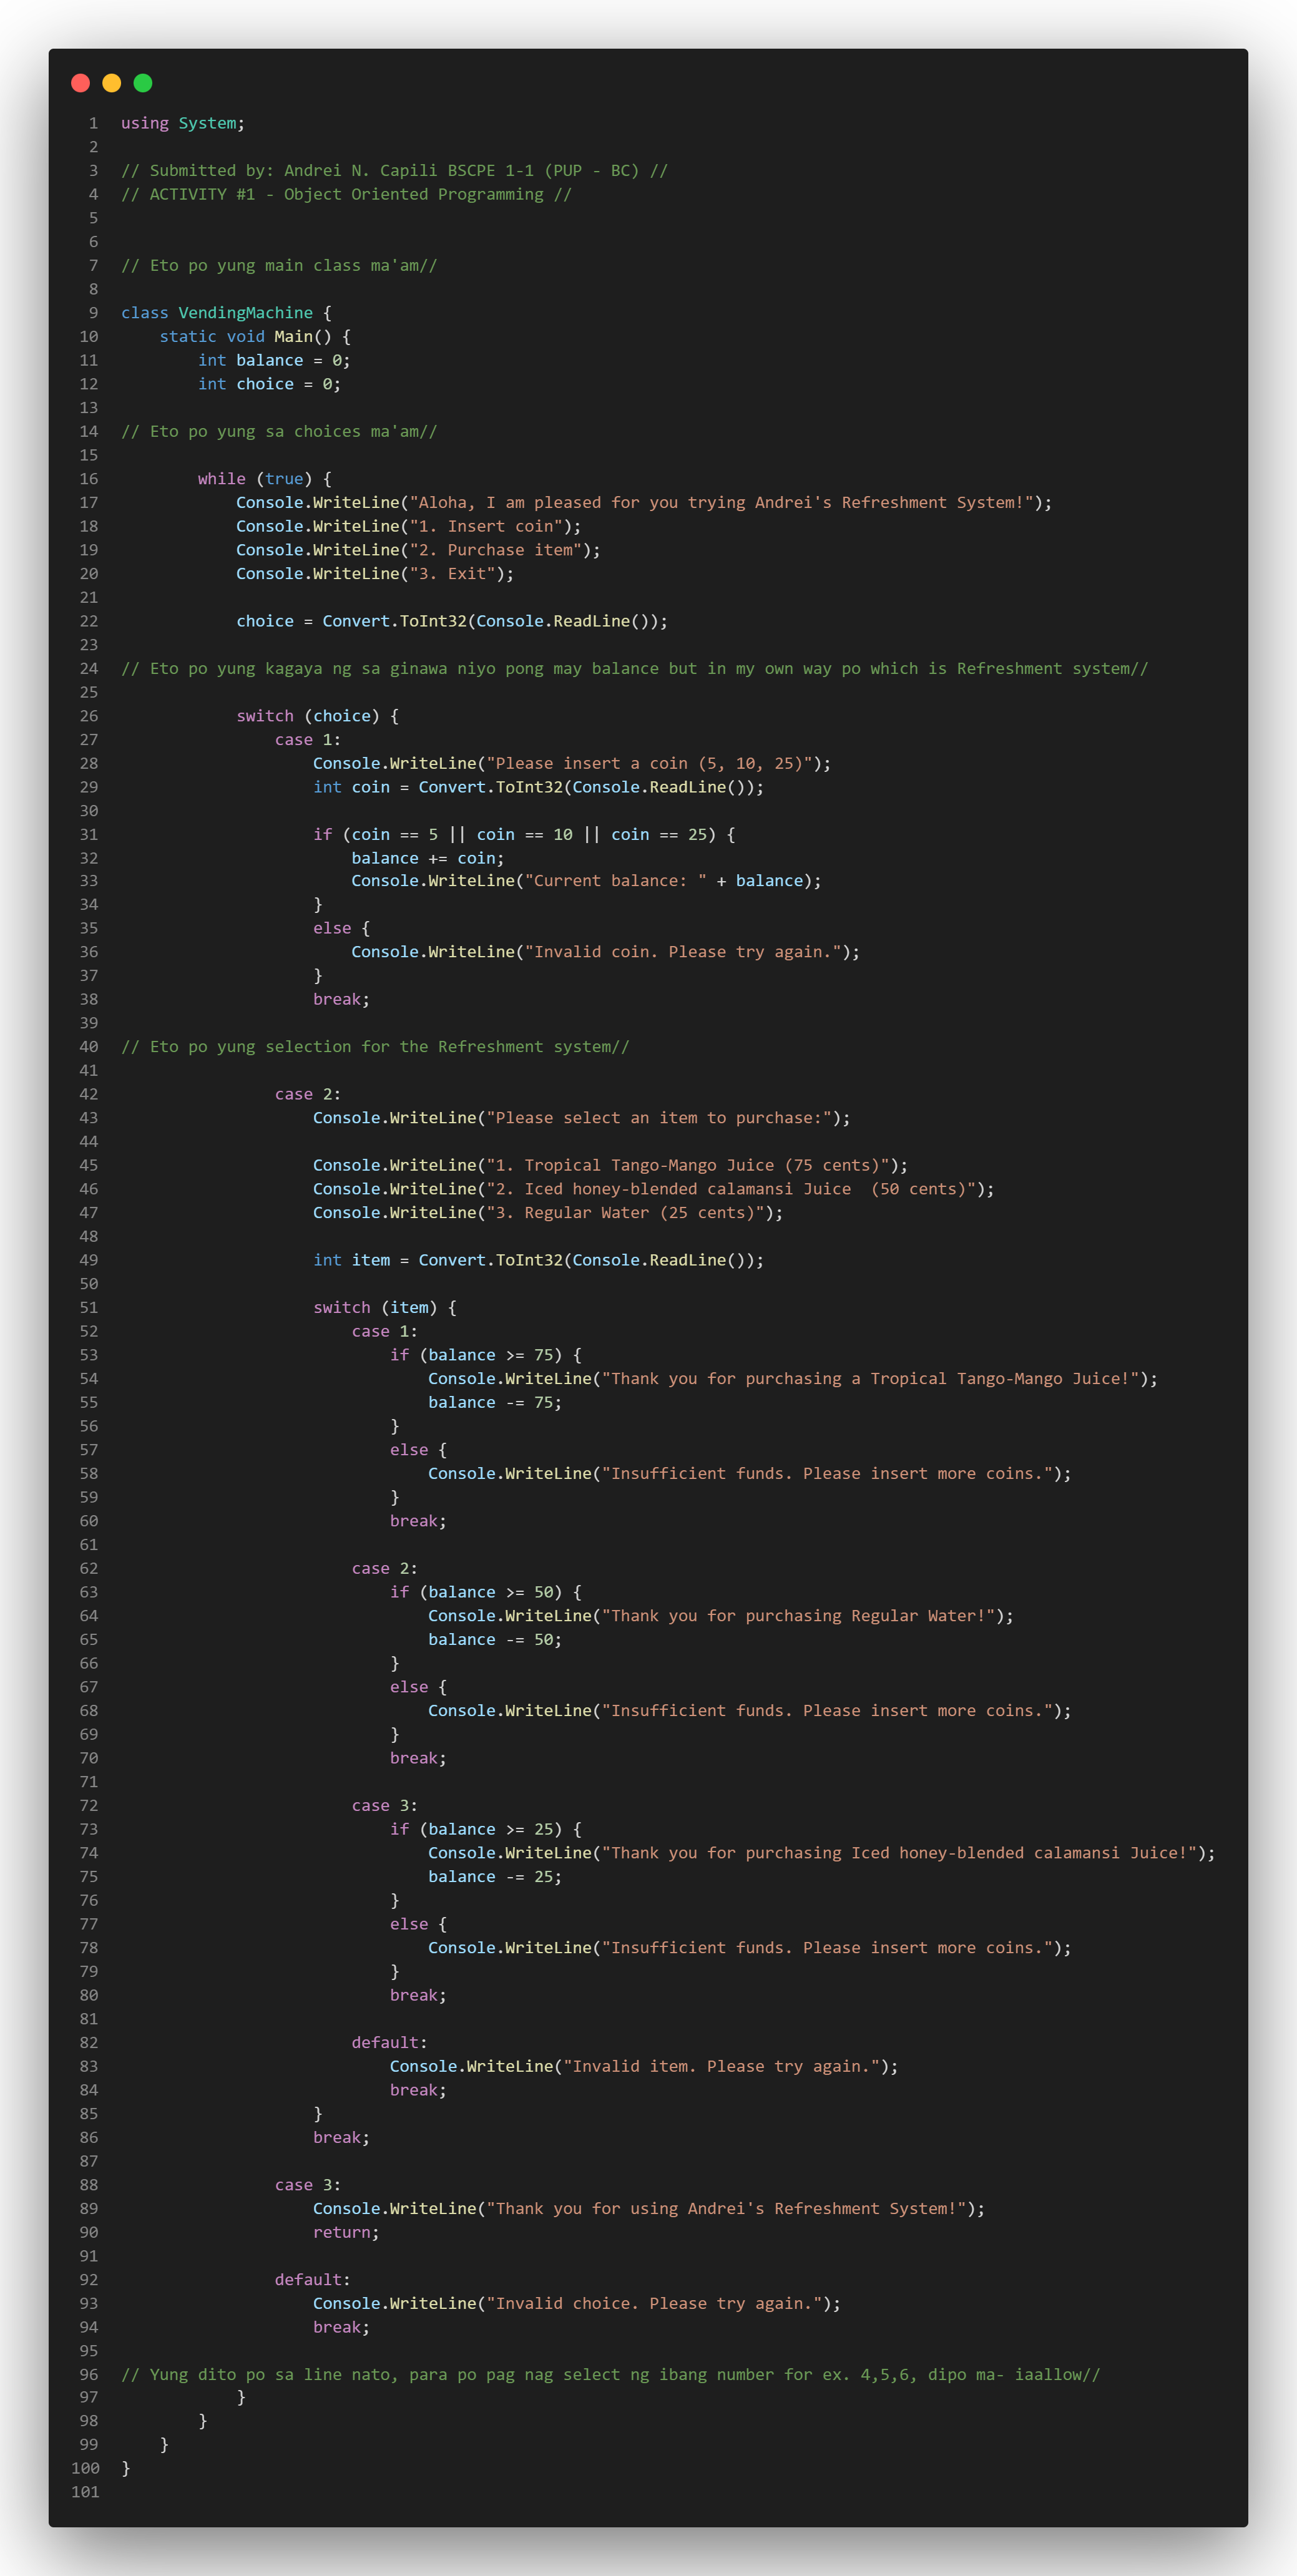 1 using System;
2
3 // Submitted by: Andrei N. Capili BSCPE 1-1 (PUP - BC) //
4 // ACTIVITY #1 - Object Oriented Programming //
5
6
7 // Eto po yung main class ma'am//
8
9 class VendingMachine {
10     static void Main() {
11         int balance = 0;
12         int choice = 0;
13
14 // Eto po yung sa choices ma'am//
15
16         while (true) {
17             Console.WriteLine("Aloha, I am pleased for you trying Andrei's Refreshment System!");
18             Console.WriteLine("1. Insert coin");
19             Console.WriteLine("2. Purchase item");
20             Console.WriteLine("3. Exit");
21
22             choice = Convert.ToInt32(Console.ReadLine());
23
24 // Eto po yung kagaya ng sa ginawa niyo pong may balance but in my own way po which is Refreshment system//
25
26             switch (choice) {
27                 case 1:
28                     Console.WriteLine("Please insert a coin (5, 10, 25)");
29                     int coin = Convert.ToInt32(Console.ReadLine());
30
31                     if (coin == 5 || coin == 10 || coin == 25) {
32                         balance += coin;
33                         Console.WriteLine("Current balance: " + balance);
34                     }
35                     else {
36                         Console.WriteLine("Invalid coin. Please try again.");
37                     }
38                     break;
39
40 // Eto po yung selection for the Refreshment system//
41
42                 case 2:
43                     Console.WriteLine("Please select an item to purchase:");
44
45                     Console.WriteLine("1. Tropical Tango-Mango Juice (75 cents)");
46                     Console.WriteLine("2. Iced honey-blended calamansi Juice  (50 cents)");
47                     Console.WriteLine("3. Regular Water (25 cents)");
48
49                     int item = Convert.ToInt32(Console.ReadLine());
50
51                     switch (item) {
52                         case 1:
53                             if (balance >= 75) {
54                                 Console.WriteLine("Thank you for purchasing a Tropical Tango-Mango Juice!");
55                                 balance -= 75;
56                             }
57                             else {
58                                 Console.WriteLine("Insufficient funds. Please insert more coins.");
59                             }
60                             break;
61
62                         case 2:
63                             if (balance >= 50) {
64                                 Console.WriteLine("Thank you for purchasing Regular Water!");
65                                 balance -= 50;
66                             }
67                             else {
68                                 Console.WriteLine("Insufficient funds. Please insert more coins.");
69                             }
70                             break;
71
72                         case 3:
73                             if (balance >= 25) {
74                                 Console.WriteLine("Thank you for purchasing Iced honey-blended calamansi Juice!");
75                                 balance -= 25;
76                             }
77                             else {
78                                 Console.WriteLine("Insufficient funds. Please insert more coins.");
79                             }
80                             break;
81
82                         default:
83                             Console.WriteLine("Invalid item. Please try again.");
84                             break;
85                     }
86                     break;
87
88                 case 3:
89                     Console.WriteLine("Thank you for using Andrei's Refreshment System!");
90                     return;
91
92                 default:
93                     Console.WriteLine("Invalid choice. Please try again.");
94                     break;
95
96 // Yung dito po sa line nato, para po pag nag select ng ibang number for ex. 4,5,6, dipo ma- iaallow//
97             }
98         }
99     }
100 }
101